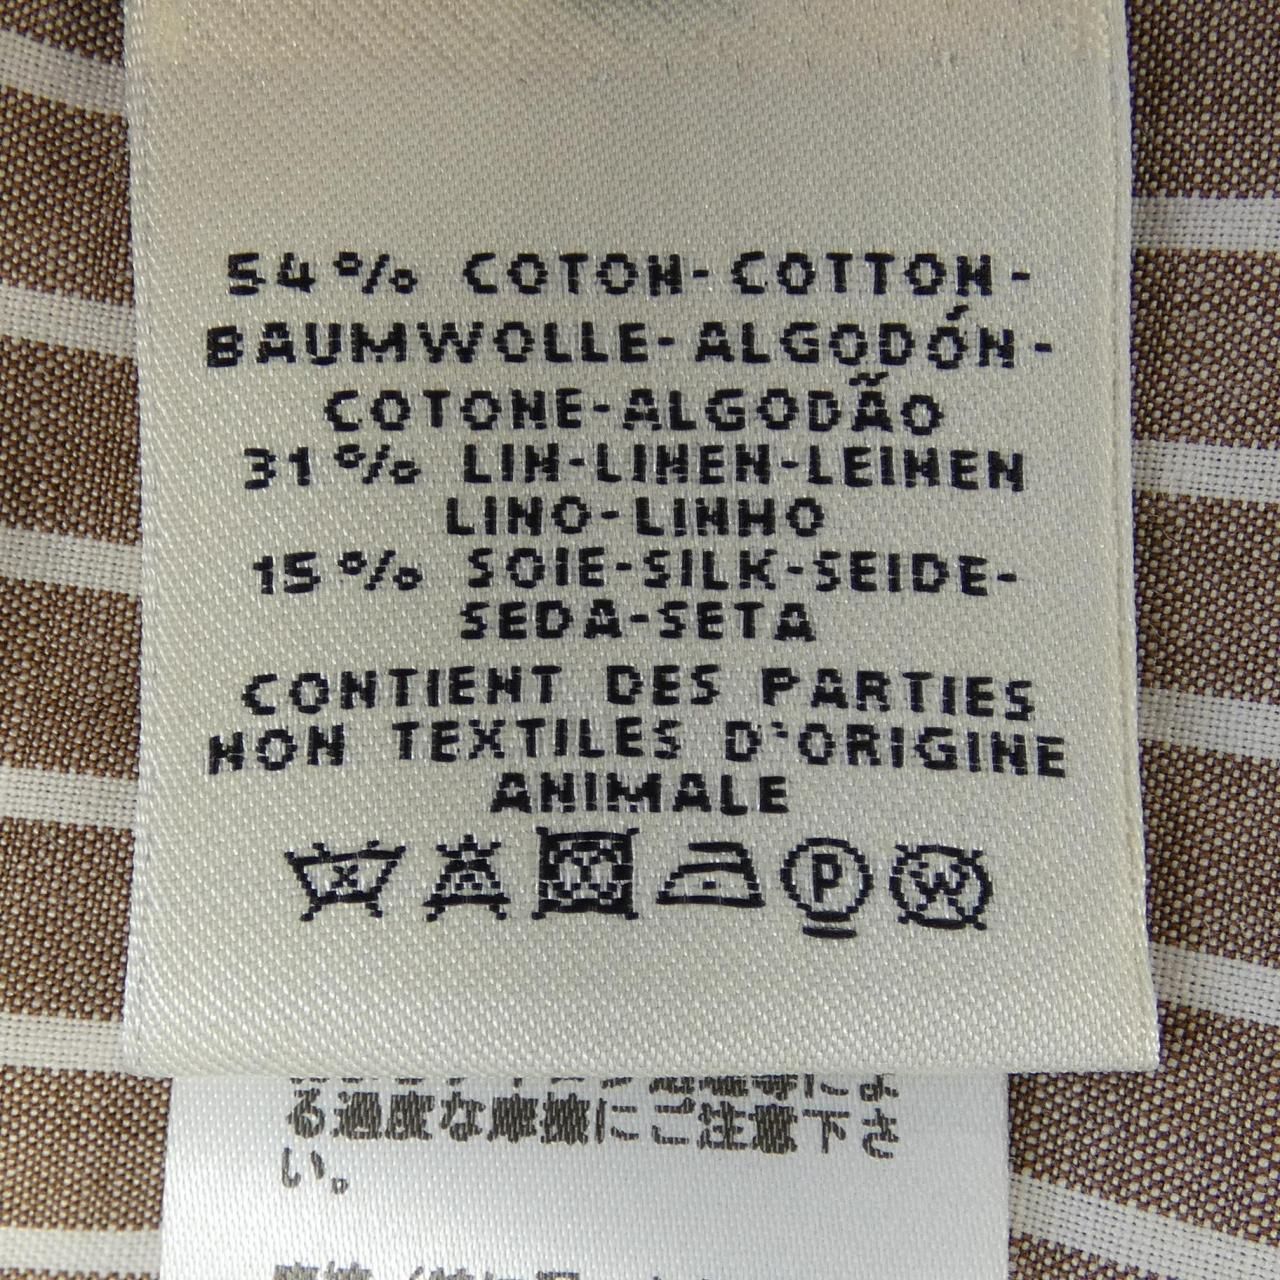 54% COTON-COTTON-
BAUMWOLLE-ALGODÓN-
COTONE-ALGODÃO
31% LIN-LINEN-LEINEN
LINO-LINHO
15% SOIE-SILK-SEIDE-
SEDA-SETA
CONTIENT DES PARTIES
NON TEXTILES D'ORIGINE
ANIMALE
P W
る過度な摩擦にご注意下さ
い。